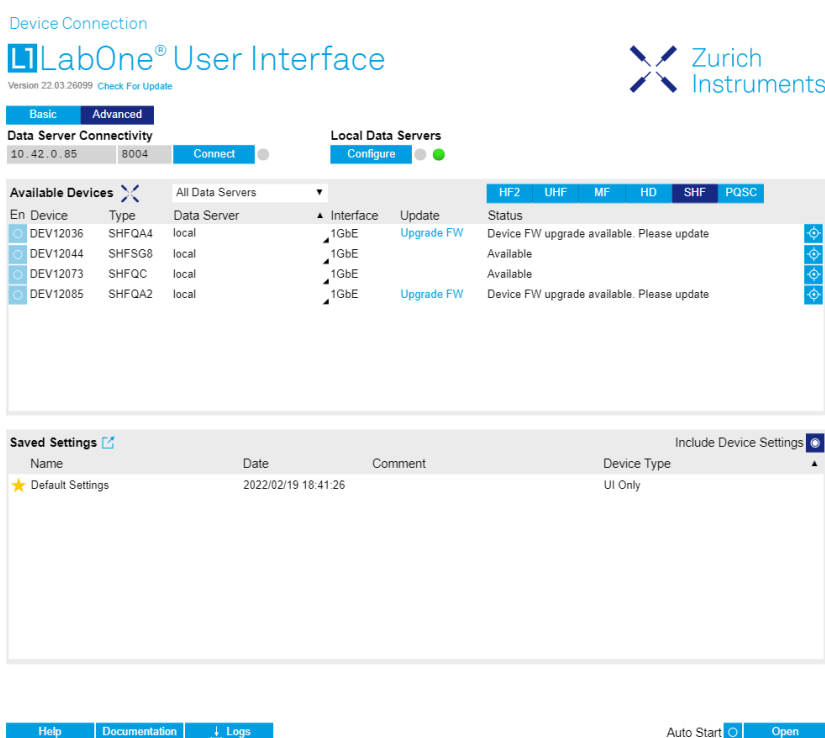 Device Connection
L1 LabOne® User Interface
Zurich Instruments
Version 22.03.26099 Check For Update
Basic Advanced
Data Server Connectivity Local Data Servers
10.42.0.85 8004 Connect Configure
Available Devices All Data Servers HF2 UHF MF HD SHF PQSC
En Device Type Data Server Interface Update Status
DEV12036 SHFQA4 local 1GbE Upgrade FW Device FW upgrade available. Please update
DEV12044 SHFSG8 local 1GbE Available
DEV12073 SHFQC local 1GbE Available
DEV12085 SHFQA2 local 1GbE Upgrade FW Device FW upgrade available. Please update
Saved Settings Include Device Settings
Name Date Comment Device Type
Default Settings 2022/02/19 18:41:26 UI Only
Help Documentation Logs Auto Start Open